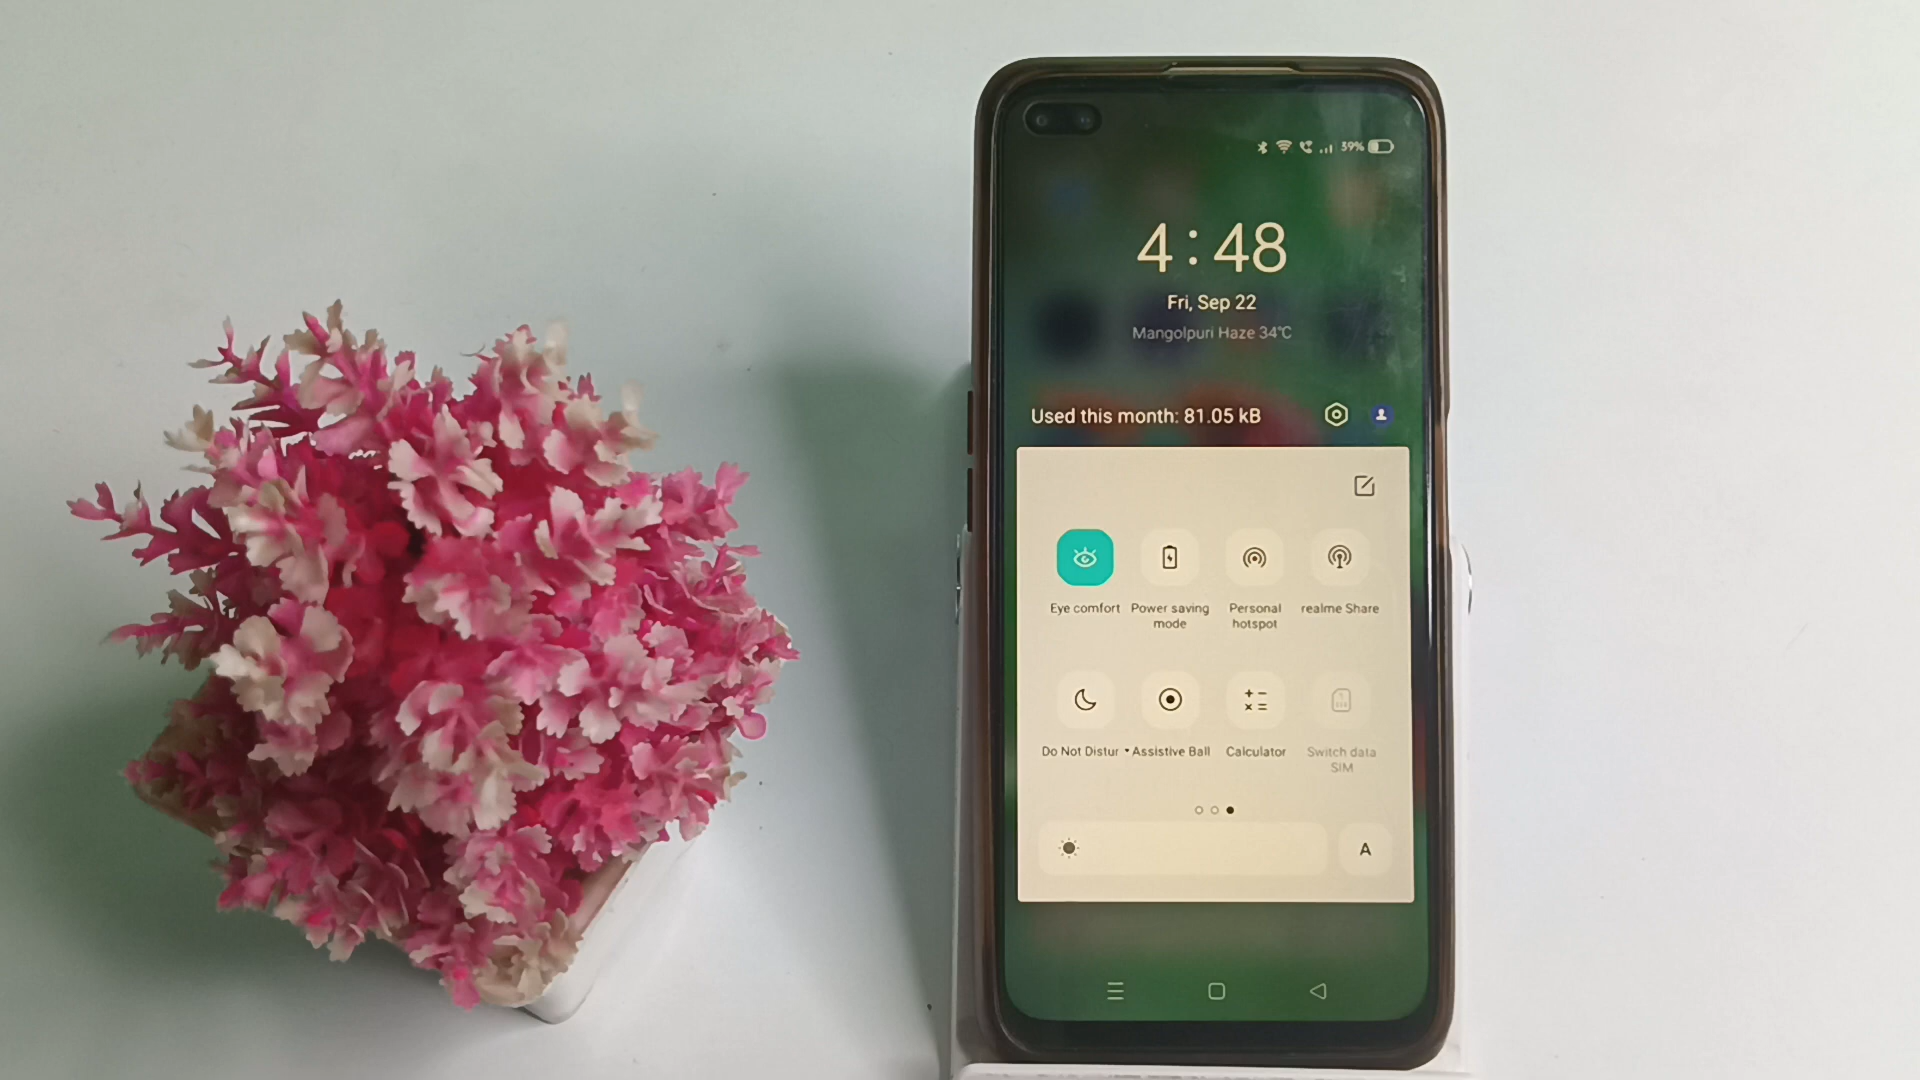 39%
4:48
Fri, Sep 22
Mangolpuri Haze 34°C
Used this month: 81.05 kB
Eye comfort
Power saving
mode
Personal
hotspot
realme Share
Do Not Distur
Assistive Ball
Calculator
Switch data
SIM
A